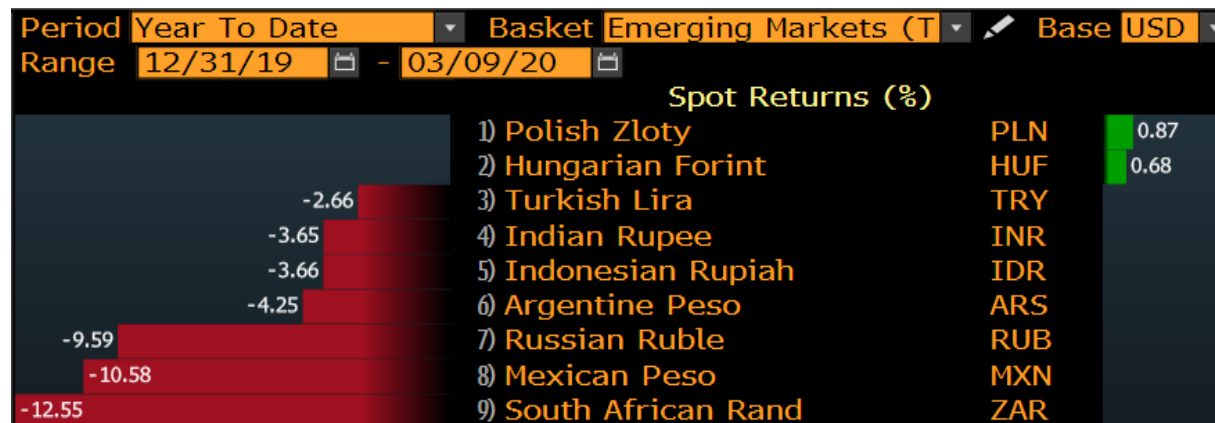 Period Year To Date Basket Emerging Markets (T Base USD
Range 12/31/19 - 03/09/20
Spot Returns (%)
1) Polish Zloty PLN 0.87
2) Hungarian Forint HUF 0.68
-2.66 3) Turkish Lira TRY
-3.65 4) Indian Rupee INR
-3.66 5) Indonesian Rupiah IDR
-4.25 6) Argentine Peso ARS
-9.59 7) Russian Ruble RUB
-10.58 8) Mexican Peso MXN
-12.55 9) South African Rand ZAR